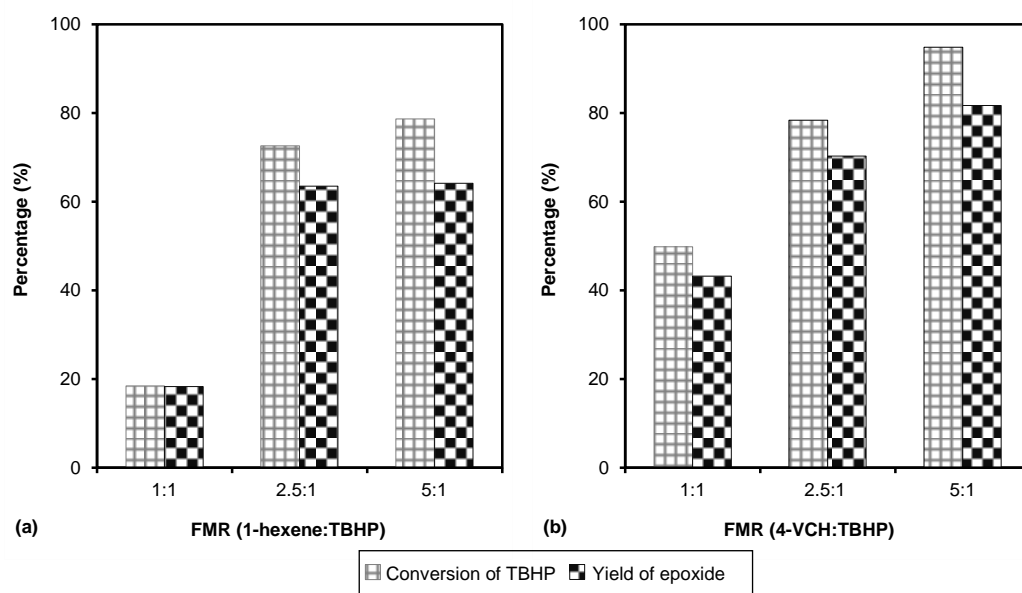 100
80
60
40
20
0
Percentage (%)
1:1 2.5:1 5:1
(a) FMR (1-hexene:TBHP)
100
80
60
40
20
0
Percentage (%)
1:1 2.5:1 5:1
(b) FMR (4-VCH:TBHP)
Conversion of TBHP Yield of epoxide